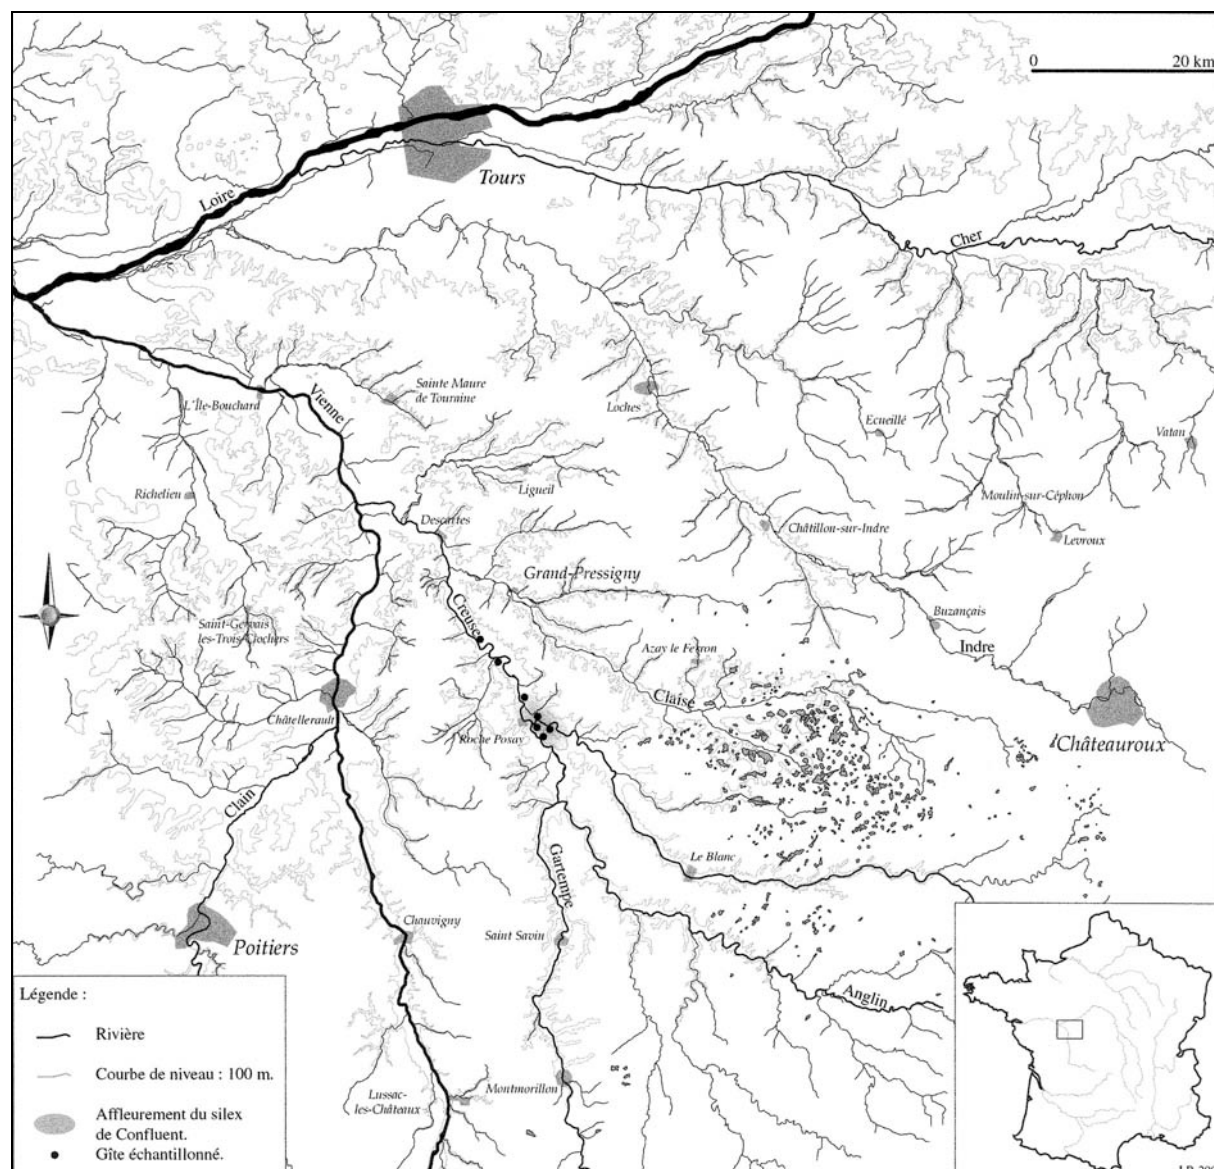 0 20 km
Tours
Loire
Cher
Vienne
Sainte Maure
de Touraine
L'Île-Bouchard
Loches
Ecueillé
Vatan
Richelieu
Ligueil
Moulin-sur-Céphon
Descartes
Châtillon-sur-Indre
Levroux
Grand-Pressigny
Creuse
Saint-Gervais
les-Trois-Clochers
Buzançais
Azay le Ferron
Indre
Claise
Châtellerault
Roche Posay
Châteauroux
Clain
Gartempe
Le Blanc
Chauvigny
Saint Savin
Poitiers
Anglin
Légende :
Rivière
Courbe de niveau : 100 m.
Affleurement du silex
de Confluent.
Gîte échantillonné.
Lussac-
les-Châteaux
Montmorillon